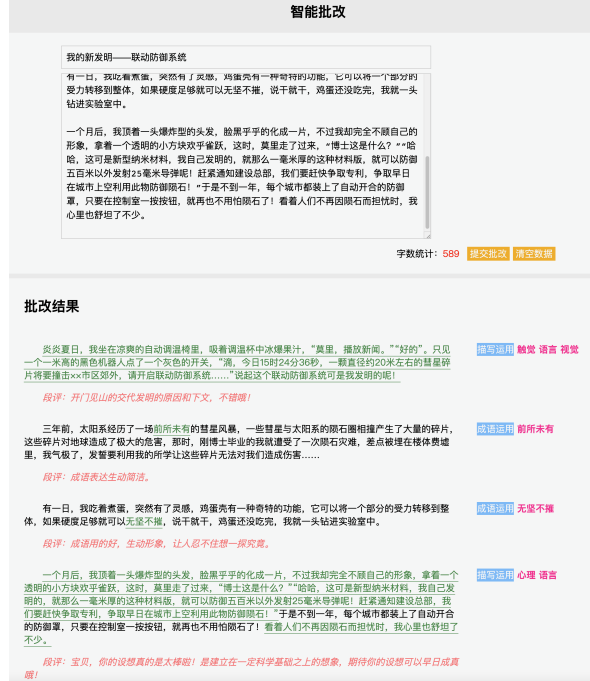 智能批改
我的新发明——联动防御系统
有一日，我吃着煮蛋，突然有了灵感，鸡蛋壳有一种奇特的功能，它可以将一个部分的
受力转移到整体，如果硬度足够就可以无坚不摧，说干就干，鸡蛋还没吃完，我就一头
钻进实验室中。
一个月后，我顶着一头爆炸型的头发，脸黑乎乎的化成一片，不过我却完全不顾自己的
形象，拿着一个透明的小方块欢乎雀跃，这时，莫里走了过来，“博士这是什么？”“哈
哈，这可是新型纳米材料，我自己发明的，就那么一毫米厚的这种材料版，就可以防御
五百米以外发射25毫米导弹呢！赶紧通知建设总部，我们要赶快争取专利，争取早日
在城市上空利用此物防御陨石！”于是不到一年，每个城市都装上了自动开合的防御
罩，只要在控制室一按按钮，就再也不用怕陨石了！看着人们不再因陨石而担忧时，我
心里也舒坦了不少。
字数统计：589 提交批改 清空数据
批改结果
炎炎夏日，我坐在凉爽的自动调温椅里，吸着调温杯中冰爆果汁，“莫里，播放新闻。”“好的”。只见 描写运用 触觉 语言 视觉
一个一米高的黑色机器人点了一个灰色的开关，“滴，今日15时24分36秒，一颗直径约20米左右的彗星碎
片将要撞击××市区郊外，请开启联动防御系统……”说起这个联动防御系统可是我发明的呢！
段评：开门见山的交代发明的原因和下文，不错哦！
三年前，太阳系经历了一场前所未有的彗星风暴，一些彗星与太阳系的陨石圈相撞产生了大量的碎片， 成语运用 前所未有
这些碎片对地球造成了极大的危害，那时，刚博士毕业的我就遭受了一次陨石灾难，差点被埋在楼体费墟
里，我气极了，发誓要利用我的所学让这些碎片无法对我们造成伤害……
段评：成语表达生动简洁。
有一日，我吃着煮蛋，突然有了灵感，鸡蛋壳有一种奇特的功能，它可以将一个部分的受力转移到整 成语运用 无坚不摧
体，如果硬度足够就可以无坚不摧，说干就干，鸡蛋还没吃完，我就一头钻进实验室中。
段评：成语用的好，生动形象，让人忍不住想一探究竟。
一个月后，我顶着一头爆炸型的头发，脸黑乎乎的化成一片，不过我却完全不顾自己的形象，拿着一个 描写运用 心理 语言
透明的小方块欢乎雀跃，这时，莫里走了过来，“博士这是什么？”“哈哈，这可是新型纳米材料，我自己发
明的，就那么一毫米厚的这种材料版，就可以防御五百米以外发射25毫米导弹呢！赶紧通知建设总部，我
们要赶快争取专利，争取早日在城市上空利用此物防御陨石！”于是不到一年，每个城市都装上了自动开合
的防御罩，只要在控制室一按按钮，就再也不用怕陨石了！看着人们不再因陨石而担忧时，我心里也舒坦了
不少。
段评：宝贝，你的设想真的是太棒啦！是建立在一定科学基础之上的想象，期待你的设想可以早日成真
哦！